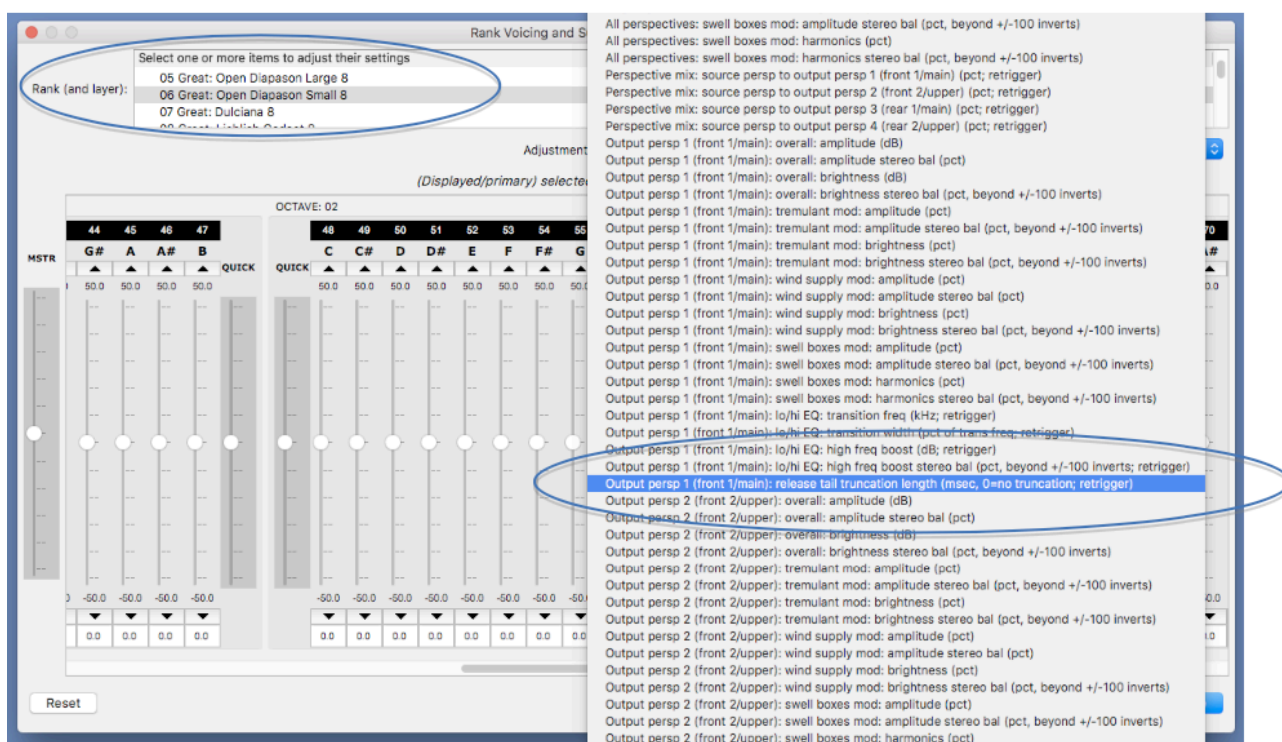 Rank Voicing and S
Select one or more items to adjust their settings
Rank (and layer):
05 Great: Open Diapason Large 8
06 Great: Open Diapason Small 8
07 Great: Dulciana 8
Adjustment
(Displayed/primary) selected
OCTAVE: 02
44 45 46 47 48 49 50 51 52 53 54 55 70
MSTR G# A A# B QUICK QUICK C C# D D# E F F# G
50.0 50.0 50.0 50.0 50.0 50.0 50.0 50.0 50.0 50.0 50.0 50.0
-50.0 -50.0 -50.0 -50.0 -50.0 -50.0 -50.0 -50.0 -50.0 -50.0 -50.0
0.0 0.0 0.0 0.0 0.0 0.0 0.0 0.0 0.0 0.0 0.0
Reset
All perspectives: swell boxes mod: amplitude stereo bal (pct, beyond +/-100 inverts)
All perspectives: swell boxes mod: harmonics (pct)
All perspectives: swell boxes mod: harmonics stereo bal (pct, beyond +/-100 inverts)
Perspective mix: source persp to output persp 1 (front 1/main) (pct; retrigger)
Perspective mix: source persp to output persp 2 (front 2/upper) (pct; retrigger)
Perspective mix: source persp to output persp 3 (rear 1/main) (pct; retrigger)
Perspective mix: source persp to output persp 4 (rear 2/upper) (pct; retrigger)
Output persp 1 (front 1/main): overall: amplitude (dB)
Output persp 1 (front 1/main): overall: amplitude stereo bal (pct)
Output persp 1 (front 1/main): overall: brightness (dB)
Output persp 1 (front 1/main): overall: brightness stereo bal (pct, beyond +/-100 inverts)
Output persp 1 (front 1/main): tremulant mod: amplitude (pct)
Output persp 1 (front 1/main): tremulant mod: amplitude stereo bal (pct, beyond +/-100 inverts)
Output persp 1 (front 1/main): tremulant mod: brightness (pct)
Output persp 1 (front 1/main): tremulant mod: brightness stereo bal (pct, beyond +/-100 inverts)
Output persp 1 (front 1/main): wind supply mod: amplitude (pct)
Output persp 1 (front 1/main): wind supply mod: amplitude stereo bal (pct)
Output persp 1 (front 1/main): wind supply mod: brightness (pct)
Output persp 1 (front 1/main): wind supply mod: brightness stereo bal (pct, beyond +/-100 inverts)
Output persp 1 (front 1/main): swell boxes mod: amplitude (pct)
Output persp 1 (front 1/main): swell boxes mod: amplitude stereo bal (pct, beyond +/-100 inverts)
Output persp 1 (front 1/main): swell boxes mod: harmonics (pct)
Output persp 1 (front 1/main): swell boxes mod: harmonics stereo bal (pct, beyond +/-100 inverts)
Output persp 1 (front 1/main): lo/hi EQ: transition freq (kHz; retrigger)
Output persp 1 (front 1/main): lo/hi EQ: transition width (pct of trans freq; retrigger)
Output persp 1 (front 1/main): lo/hi EQ: high freq boost (dB; retrigger)
Output persp 1 (front 1/main): lo/hi EQ: high freq boost stereo bal (pct, beyond +/-100 inverts; retrigger)
Output persp 1 (front 1/main): release tail truncation length (msec, 0=no truncation; retrigger)
Output persp 2 (front 2/upper): overall: amplitude (dB)
Output persp 2 (front 2/upper): overall: amplitude stereo bal (pct)
Output persp 2 (front 2/upper): overall: brightness (dB)
Output persp 2 (front 2/upper): overall: brightness stereo bal (pct, beyond +/-100 inverts)
Output persp 2 (front 2/upper): tremulant mod: amplitude (pct)
Output persp 2 (front 2/upper): tremulant mod: amplitude stereo bal (pct, beyond +/-100 inverts)
Output persp 2 (front 2/upper): tremulant mod: brightness (pct)
Output persp 2 (front 2/upper): tremulant mod: brightness stereo bal (pct, beyond +/-100 inverts)
Output persp 2 (front 2/upper): wind supply mod: amplitude (pct)
Output persp 2 (front 2/upper): wind supply mod: amplitude stereo bal (pct)
Output persp 2 (front 2/upper): wind supply mod: brightness (pct)
Output persp 2 (front 2/upper): wind supply mod: brightness stereo bal (pct, beyond +/-100 inverts)
Output persp 2 (front 2/upper): swell boxes mod: amplitude (pct)
Output persp 2 (front 2/upper): swell boxes mod: amplitude stereo bal (pct, beyond +/-100 inverts)
Output persp 2 (front 2/upper): swell boxes mod: harmonics (pct)